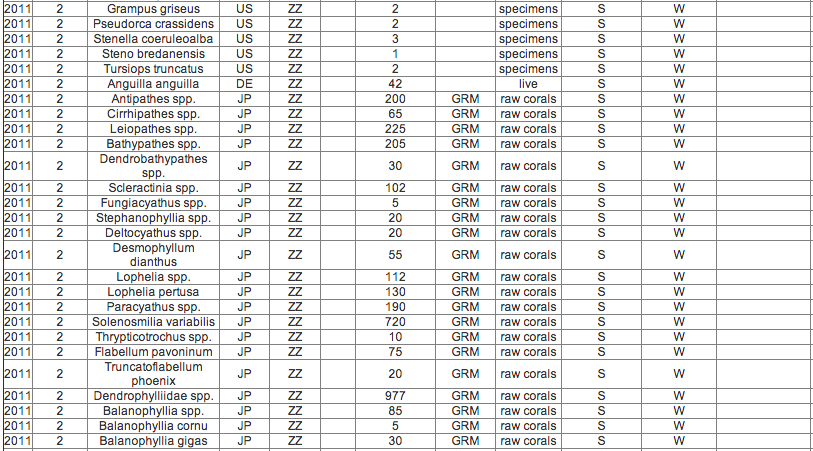 2011 2 Grampus griseus US ZZ 2 specimens S W
2011 2 Pseudorca crassidens US ZZ 2 specimens S W
2011 2 Stenella coeruleoalba US ZZ 3 specimens S W
2011 2 Steno bredanensis US ZZ 1 specimens S W
2011 2 Tursiops truncatus US ZZ 2 specimens S W
2011 2 Anguilla anguilla DE ZZ 42 live S W
2011 2 Antipathes spp. JP ZZ 200 GRM raw corals S W
2011 2 Cirrhipathes spp. JP ZZ 65 GRM raw corals S W
2011 2 Leiopathes spp. JP ZZ 225 GRM raw corals S W
2011 2 Bathypathes spp. JP ZZ 205 GRM raw corals S W
2011 2 Dendrobathypathes JP ZZ 30 GRM raw corals S W
spp.
2011 2 Scleractinia spp. JP ZZ 102 GRM raw corals S W
2011 2 Fungiacyathus spp. JP ZZ 5 GRM raw corals S W
2011 2 Stephanophyllia spp. JP ZZ 20 GRM raw corals S W
2011 2 Deltocyathus spp. JP ZZ 20 GRM raw corals S W
2011 2 Desmophyllum JP ZZ 55 GRM raw corals S W
dianthus
2011 2 Lophelia spp. JP ZZ 112 GRM raw corals S W
2011 2 Lophelia pertusa JP ZZ 130 GRM raw corals S W
2011 2 Paracyathus spp. JP ZZ 190 GRM raw corals S W
2011 2 Solenosmilia variabilis JP ZZ 720 GRM raw corals S W
2011 2 Thrypticotrochus spp. JP ZZ 10 GRM raw corals S W
2011 2 Flabellum pavoninum JP ZZ 75 GRM raw corals S W
2011 2 Truncatoflabellum JP ZZ 20 GRM raw corals S W
phoenix
2011 2 Dendrophylliidae spp. JP ZZ 977 GRM raw corals S W
2011 2 Balanophyllia spp. JP ZZ 85 GRM raw corals S W
2011 2 Balanophyllia cornu JP ZZ 5 GRM raw corals S W
2011 2 Balanophyllia gigas JP ZZ 30 GRM raw corals S W